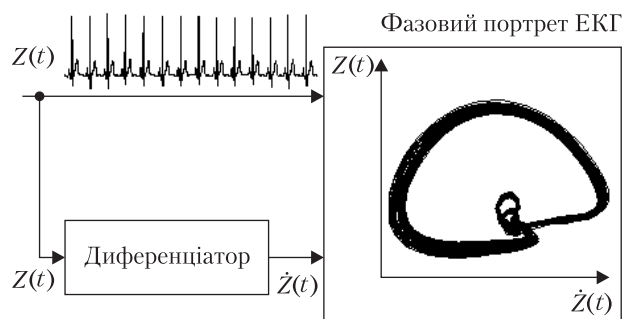 Фазовий портрет ЕКГ
Z(t)
Z(t)
Диференціатор
Z(t)
Ż(t)
Ż(t)